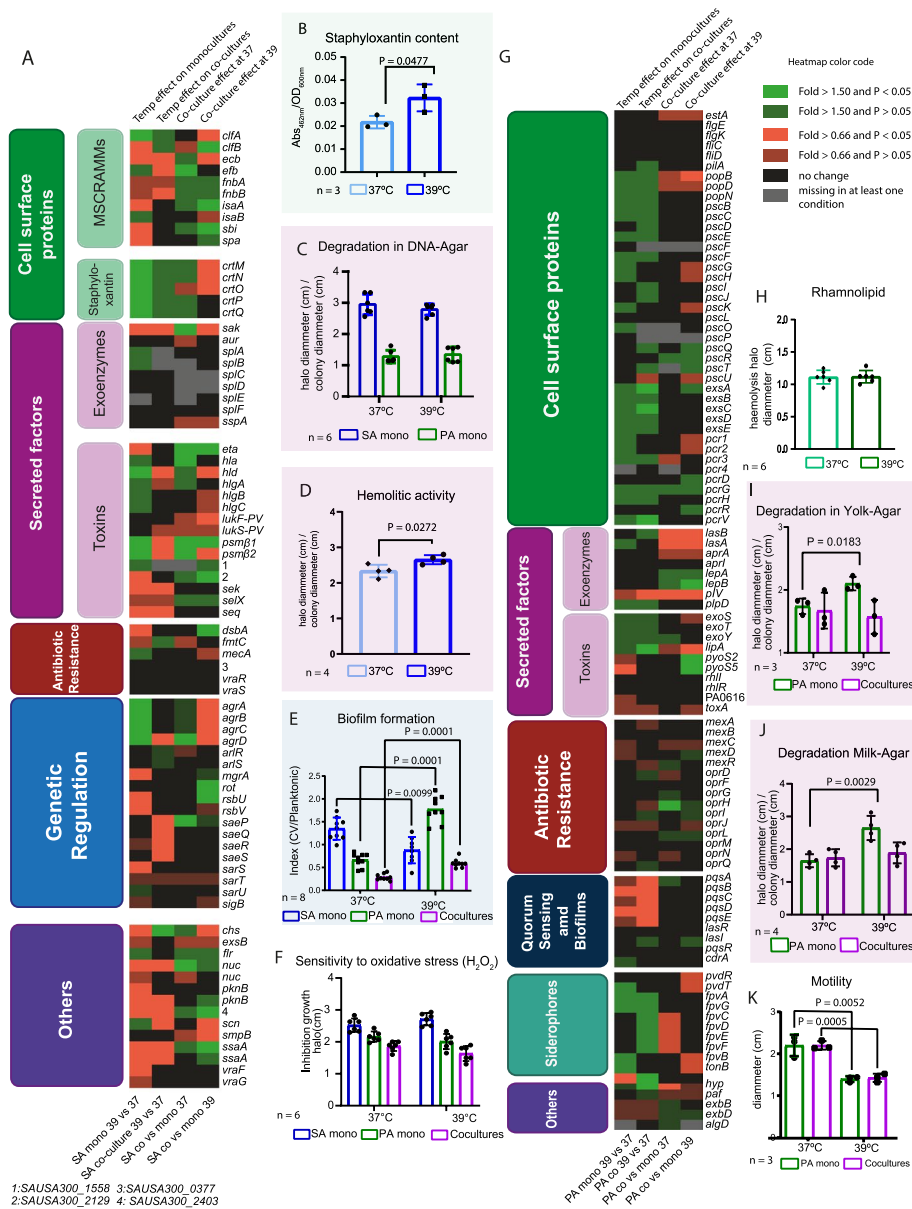 A
Temp effect on monocultures
Temp effect on co-cultures
Co-culture effect at 37
Co-culture effect at 39
Cell surface proteins
MSCRAMMs
clfA
clfB
ecb
efb
fnbA
fnbB
isaA
isaB
sbi
spa
Staphylo-xantin
crtM
crtN
crtO
crtP
crtQ
Secreted factors
Exoenzymes
sak
aur
splA
splB
splC
splD
splE
splF
sspA
Toxins
eta
hla
hld
hlgA
hlgB
hlgC
lukF-PV
lukS-PV
psmβ1
psmβ2
1
2
sek
selX
seq
Antibiotic Resistance
dsbA
fmtC
mecA
3
vraR
vraS
Genetic Regulation
agrA
agrB
agrC
agrD
arlR
arlS
mgrA
rot
rsbU
rsbV
saeP
saeQ
saeR
saeS
sarS
sarT
sarU
sigB
Others
chs
exsB
flr
nuc
nuc
pknB
pknB
4
scn
smpB
ssaA
ssaA
vraF
vraG
SA mono 39 vs 37
SA co-culture 39 vs 37
SA co vs mono 37
SA co vs mono 39
1:SAUSA300_1558 3:SAUSA300_0377
2:SAUSA300_2129 4: SAUSA300_2403
B
Staphyloxantin content
P = 0.0477
Abs462nm/OD600nm
0.05
0.04
0.03
0.02
0.01
0.00
n = 3
37ºC
39ºC
C
Degradation in DNA-Agar
halo diammeter (cm) / colony diammeter (cm)
4
3
2
1
0
37ºC
39ºC
n = 6
SA mono
PA mono
D
Hemolitic activity
P = 0.0272
halo diameter (cm) / colony diammeter (cm)
4
3
2
1
0
n = 4
37ºC
39ºC
E
Biofilm formation
P = 0.0001
P = 0.0001
P = 0.0099
Index (CV/Planktonic)
2.5
2.0
1.5
1.0
0.5
0.0
37ºC
39ºC
n = 8
SA mono
PA mono
Cocultures
F
Sensitivity to oxidative stress (H2O2)
Inhibition growth halo(cm)
4
3
2
1
0
37ºC
39°C
n = 6
SA mono
PA mono
Cocultures
G
Temp effect on monocultures
Temp effect on co-cultures
Co-culture effect at 37
Co-culture effect at 39
Cell surface proteins
estA
flgE
flgK
fliC
fliD
pilA
popB
popD
popN
pscB
pscC
pscD
pscE
pscF
pscF
pscG
pscH
pscI
pscJ
pscK
pscL
pscO
pscP
pscQ
pscR
pscT
pscU
exsA
exsB
exsC
exsD
exsE
pcr1
pcr2
pcr3
pcr4
pcrD
pcrG
pcrH
pcrR
pcrV
Secreted factors
Exoenzymes
lasB
lasA
aprA
aprI
lepA
lepB
plV
plpD
Toxins
exoS
exoT
exoY
lipA
pyoS2
pyoS5
rhlI
rhlR
PA0616
toxA
Antibiotic Resistance
mexA
mexB
mexC
mexD
mexR
oprD
oprF
oprG
oprH
oprI
oprJ
oprL
oprM
oprN
oprQ
Quorum Sensing and Biofilms
pqsA
pqsB
pqsC
pqsD
pqsE
lasR
lasI
pqsR
cdrA
Siderophores
pvdR
pvdT
fpvA
fpvG
fpvC
fpvD
fpvE
fpvF
fpvB
tonB
Others
hyp
paf
exbB
exbD
algD
PA mono 39 vs 37
PA co 39 vs 37
PA co vs mono 37
PA co vs mono 39
Heatmap color code
Fold > 1.50 and P < 0.05
Fold > 1.50 and P > 0.05
Fold > 0.66 and P < 0.05
Fold > 0.66 and P > 0.05
no change
missing in at least one condition
H
Rhamnolipid
haemolysis halo diammeter (cm)
2.0
1.5
1.0
0.5
0.0
n = 6
37ºC
39ºC
I
Degradation in Yolk-Agar
P = 0.0183
halo diameter (cm) / colony diammeter (cm)
3
2
1
37ºC
39ºC
n = 3
PA mono
Cocultures
J
Degradation Milk-Agar
P = 0.0029
halo diameter (cm) / colony diammeter (cm)
4
3
2
1
0
37ºC
39ºC
n = 4
PA mono
Cocultures
K
Motility
P = 0.0052
P = 0.0005
diammeter (cm)
3
2
1
0
37ºC
39ºC
n = 3
PA mono
Cocultures